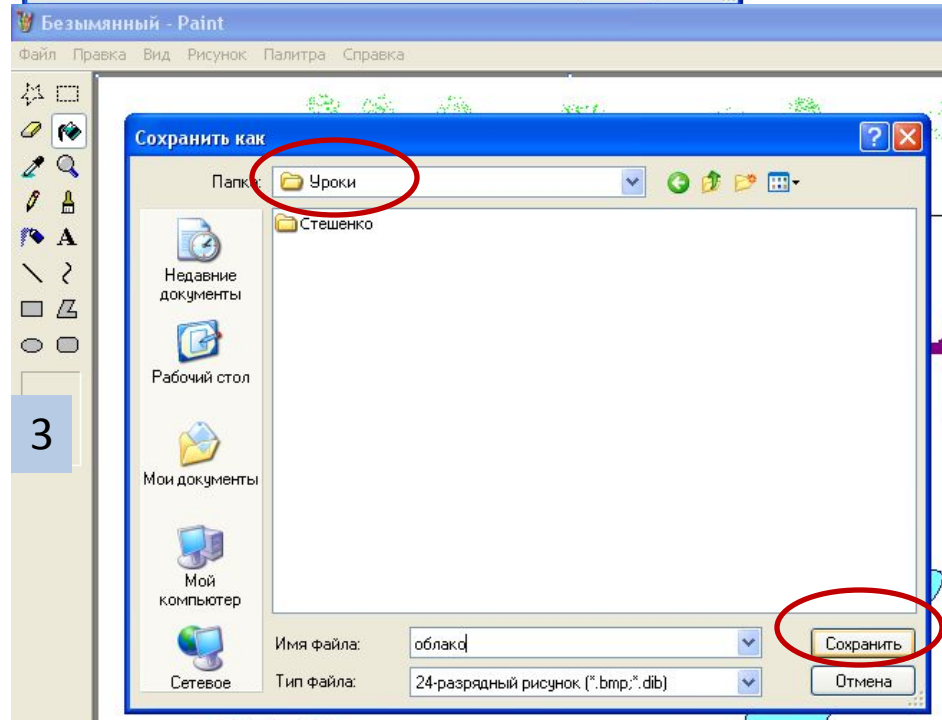 Безымянный - Paint
Файл Правка Вид Рисунок Палитра Справка
Сохранить как
Папка: Уроки
Стешенко
Недавние
документы
Рабочий стол
3
Мои документы
Мой
компьютер
Сетевое
Имя файла: облако
Сохранить
Тип файла: 24-разрядный рисунок (*.bmp;*.dib)
Отмена
A